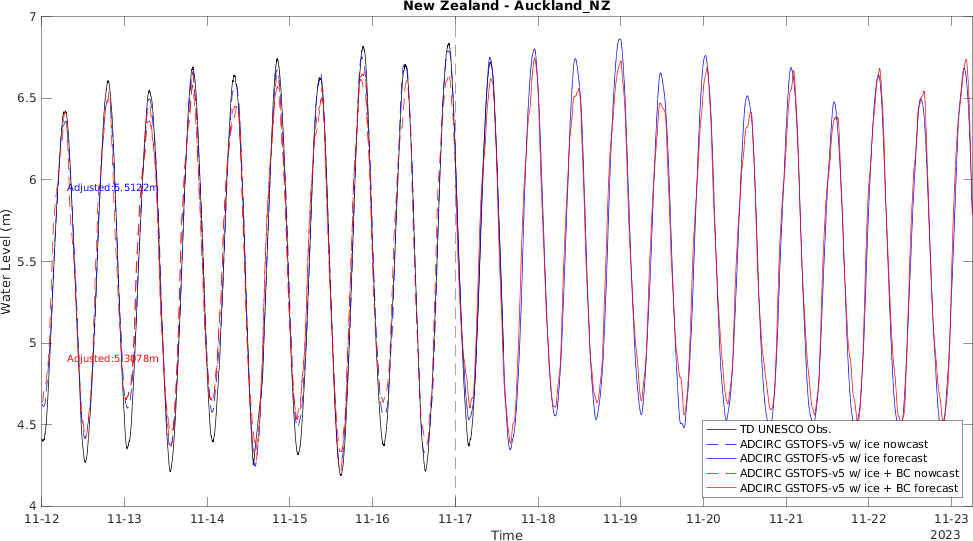 New Zealand - Auckland_NZ
7
6.5
6
5.5
5
4.5
4
Water Level (m)
Adjusted:5.5122m
Adjusted:5.3078m
TD UNESCO Obs.
ADCIRC GSTOFS-v5 w/ ice nowcast
ADCIRC GSTOFS-v5 w/ ice forecast
ADCIRC GSTOFS-v5 w/ ice + BC nowcast
ADCIRC GSTOFS-v5 w/ ice + BC forecast
11-12 11-13 11-14 11-15 11-16 11-17 11-18 11-19 11-20 11-21 11-22 11-23
2023
Time